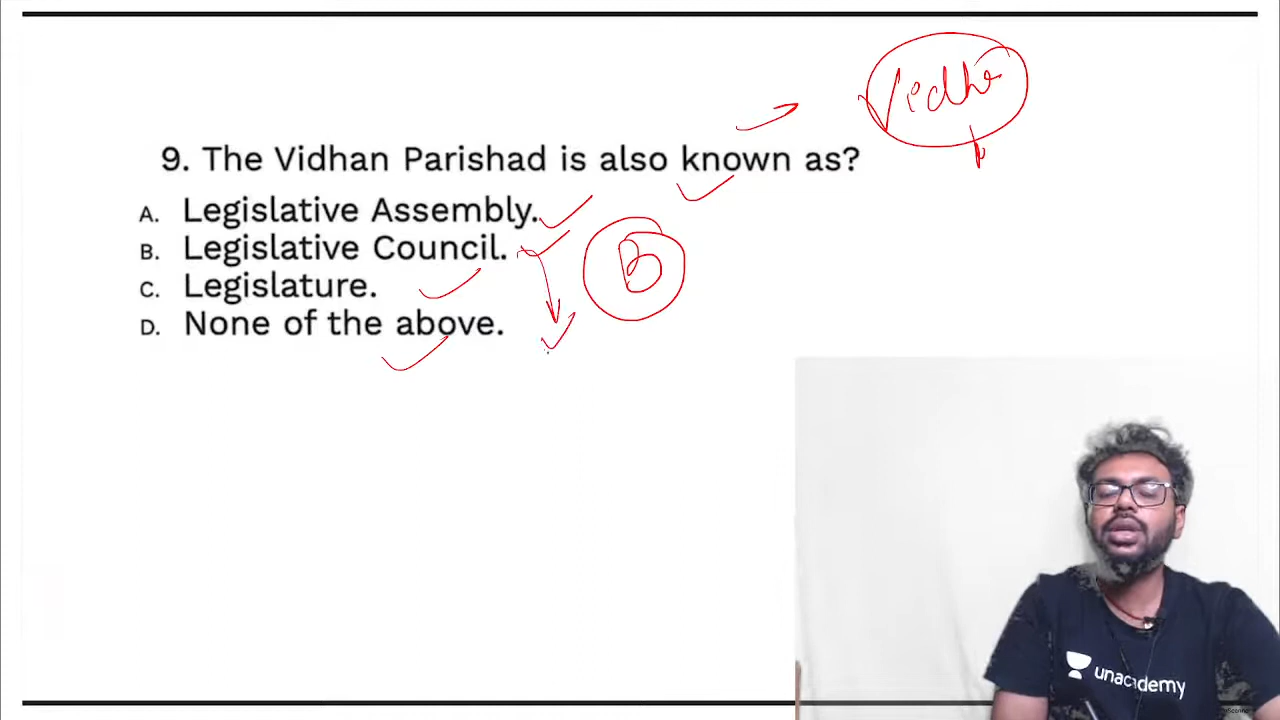 9. The Vidhan Parishad is also known as?
A. Legislative Assembly.
B. Legislative Council.
C. Legislature.
D. None of the above.
B
unacademy